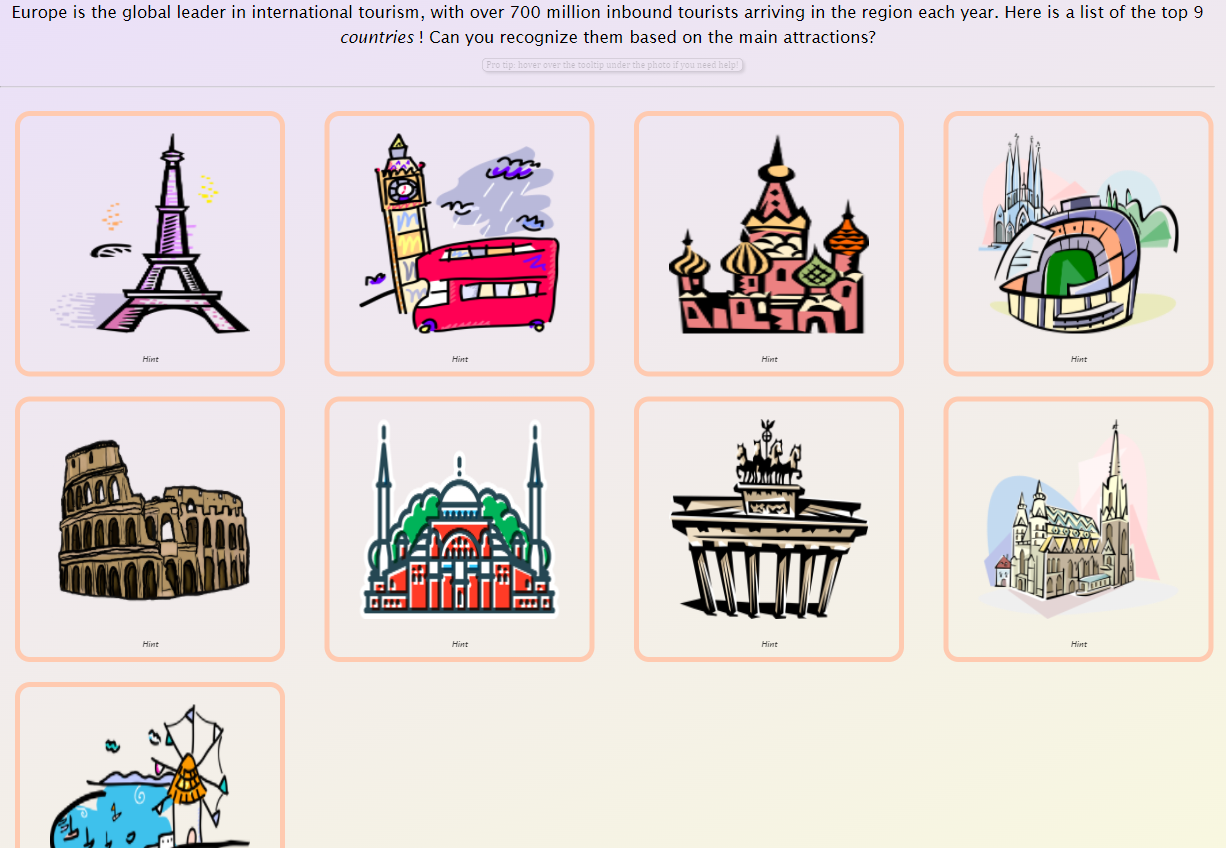 Europe is the global leader in international tourism, with over 700 million inbound tourists arriving in the region each year. Here is a list of the top 9
countries ! Can you recognize them based on the main attractions?
Pro tip: hover over the tooltip under the photo if you need help!
Hint
Hint
Hint
Hint
Hint
Hint
Hint
Hint